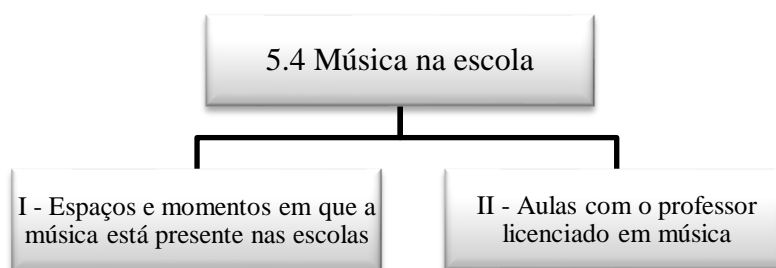 5.4 Música na escola
I - Espaços e momentos em que a
música está presente nas escolas
II - Aulas com o professor
licenciado em música